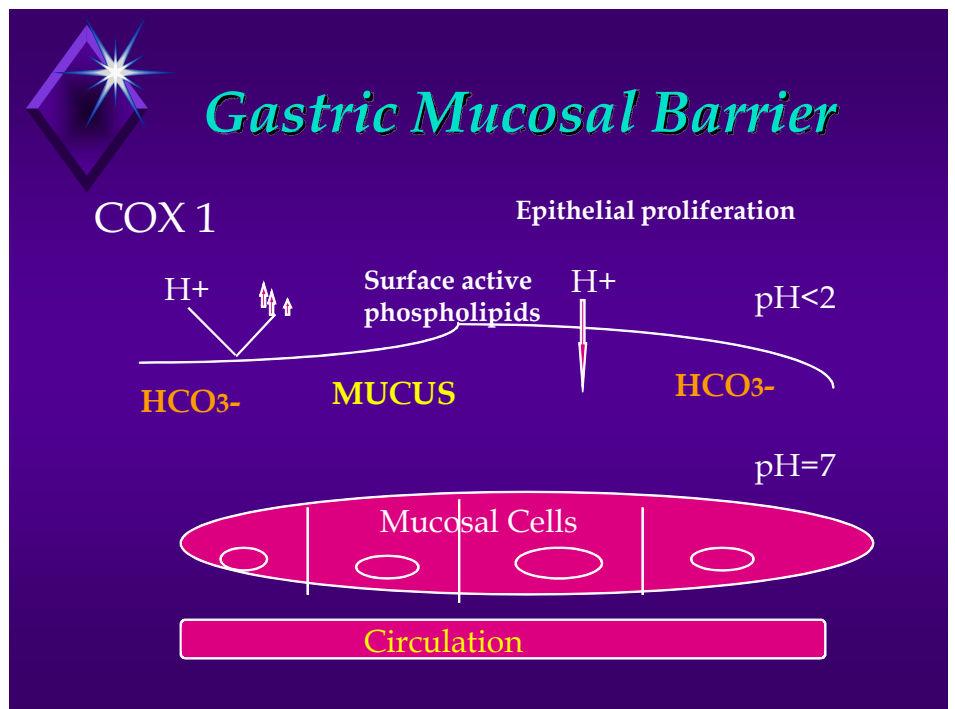 Gastric Mucosal Barrier
COX 1
Epithelial proliferation
H+
Surface active
phospholipids
H+
pH<2
HCO3-
MUCUS
HCO3-
pH=7
Mucosal Cells
Circulation